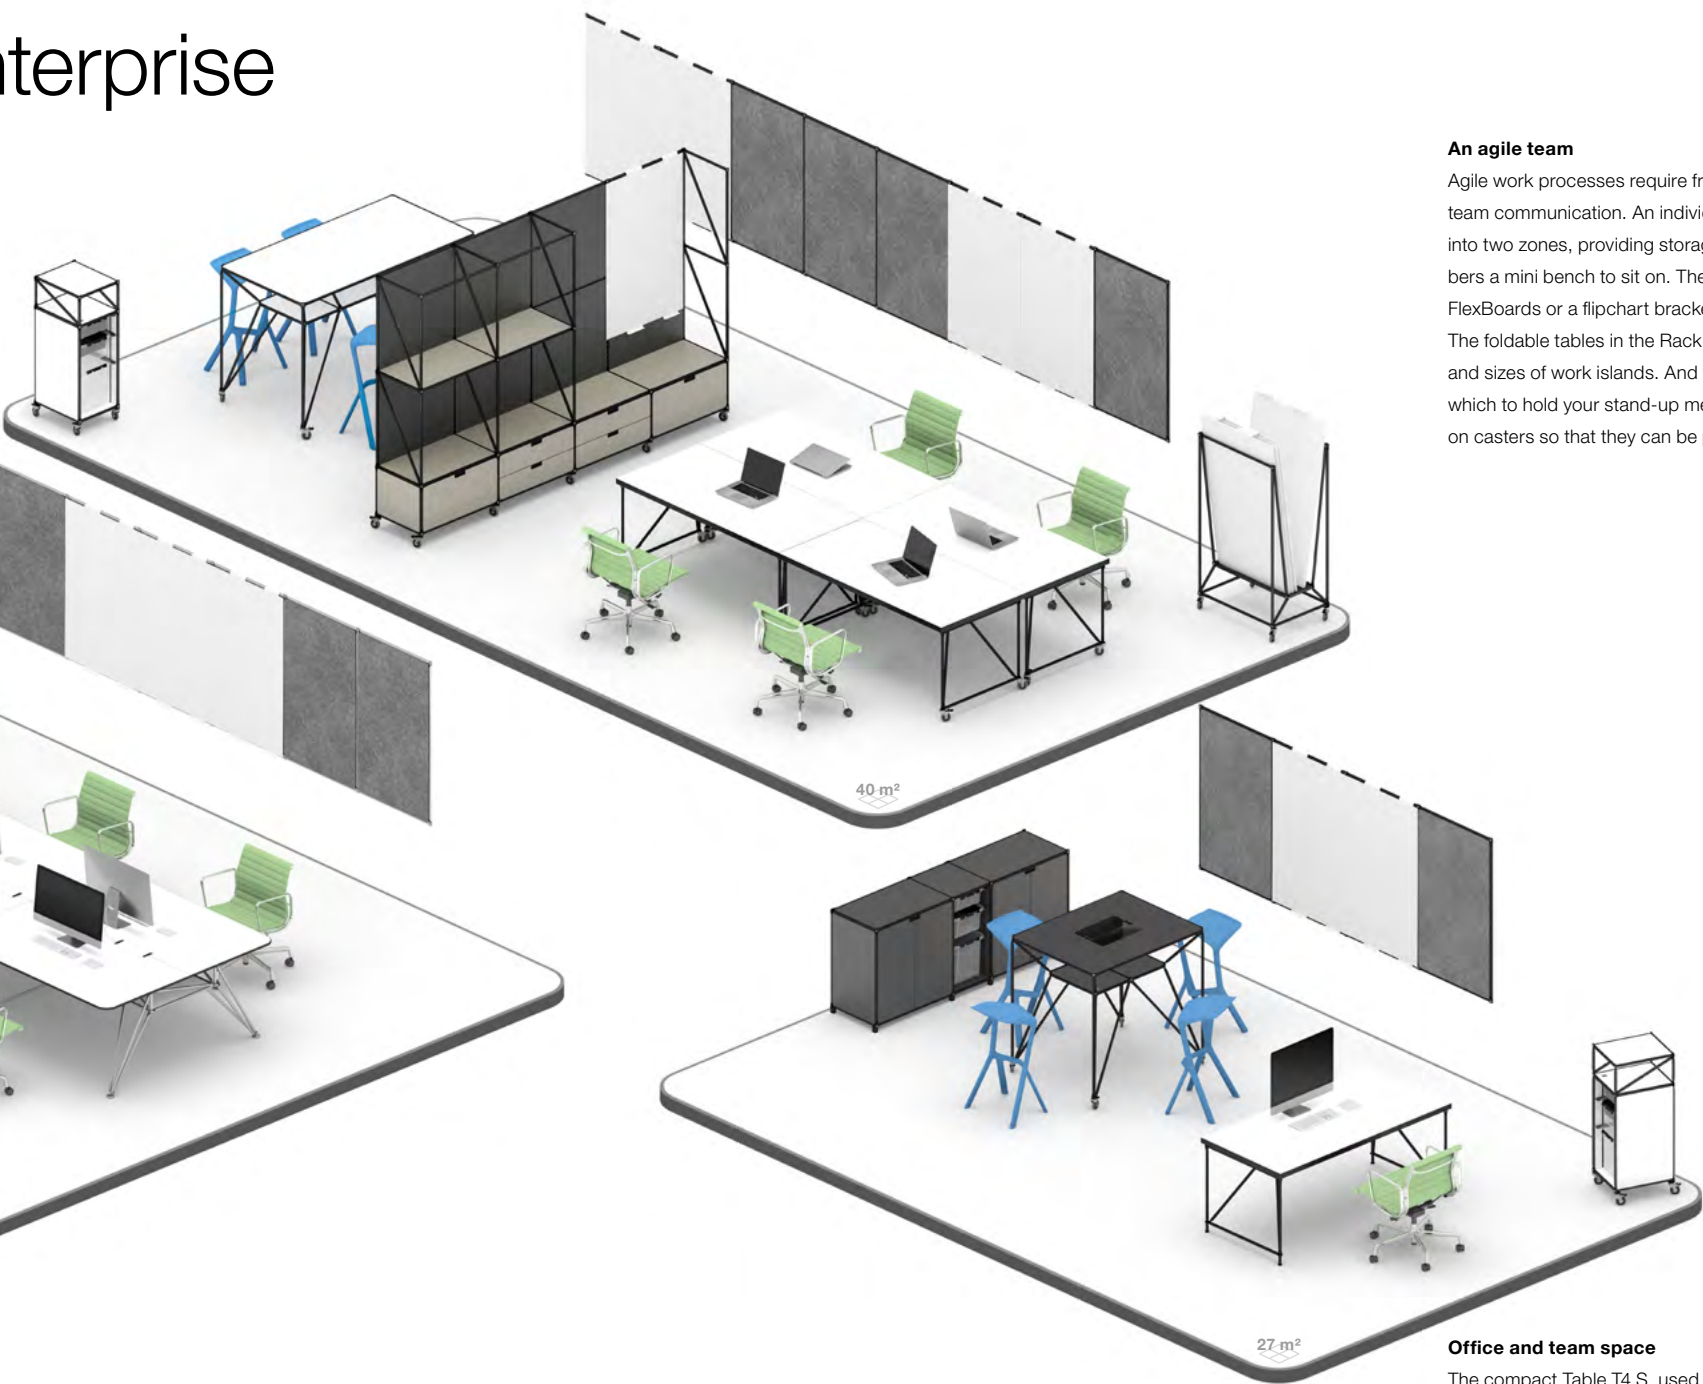 nterprise
An agile team
Agile work processes require fr
team communication. An indivi
into two zones, providing storag
bers a mini bench to sit on. The
FlexBoards or a flipchart bracke
The foldable tables in the Rack
and sizes of work islands. And
which to hold your stand-up me
on casters so that they can be
40 m²
27 m²
Office and team space
The compact Table T4 S, used